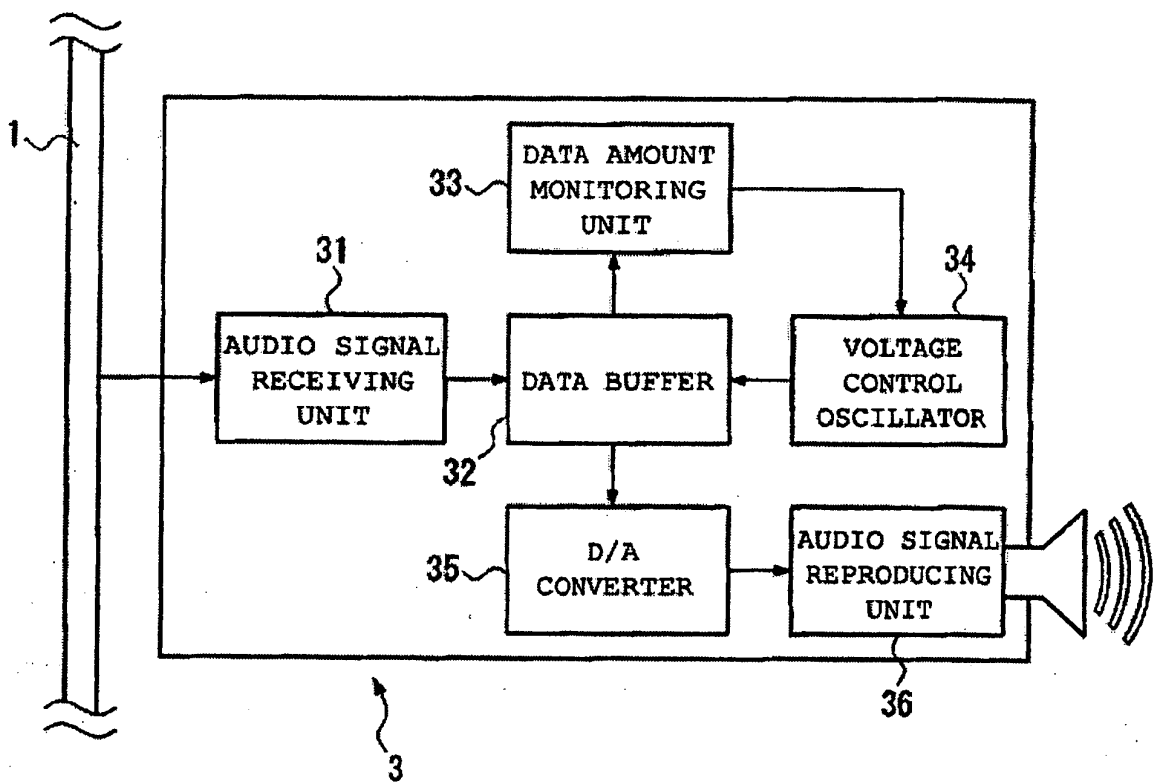 1
DATA AMOUNT
MONITORING
UNIT
33
31
34
AUDIO SIGNAL
RECEIVING
UNIT
DATA BUFFER
VOLTAGE
CONTROL
OSCILLATOR
32
D/A
CONVERTER
35
AUDIO SIGNAL
REPRODUCING
UNIT
36
3